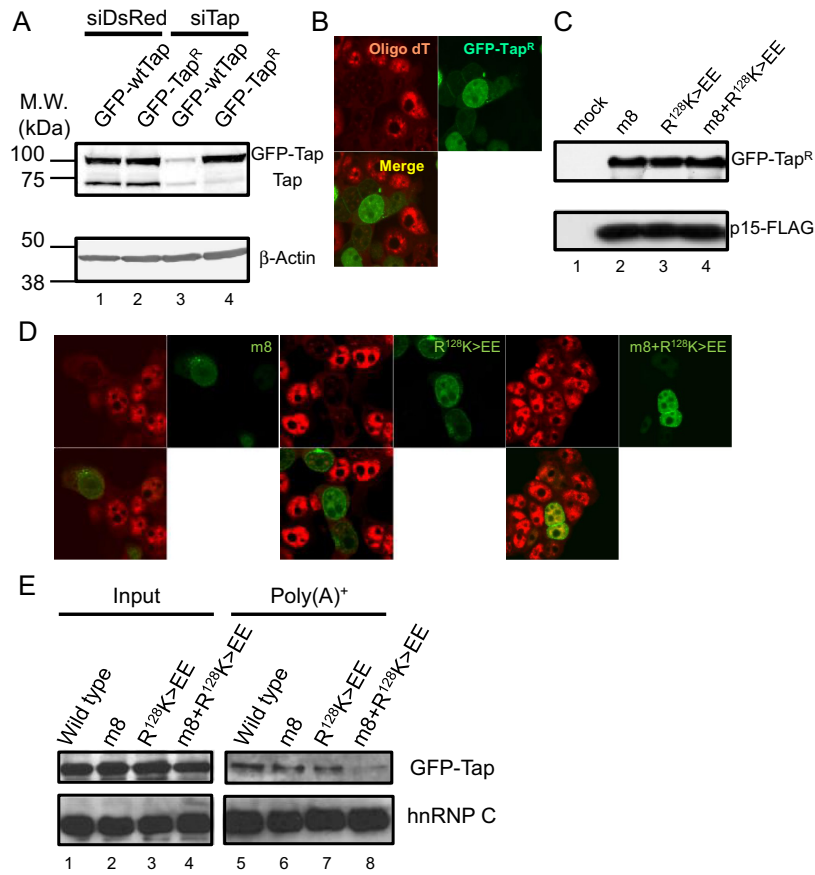 A
siDsRed siTap
GFP-wtTap GFP-Tapᴿ GFP-wtTap GFP-Tapᴿ
M.W.
(kDa)
100
75
GFP-Tap
Tap
50
38
β-Actin
1 2 3 4
B
Oligo dT
GFP-Tapᴿ
Merge
C
mock m8 R¹²⁸K>EE m8+R¹²⁸K>EE
GFP-Tapᴿ
p15-FLAG
1 2 3 4
D
m8
R¹²⁸K>EE
m8+R¹²⁸K>EE
E
Input Poly(A)⁺
Wild type m8 R¹²⁸K>EE m8+R¹²⁸K>EE Wild type m8 R¹²⁸K>EE m8+R¹²⁸K>EE
GFP-Tap
hnRNP C
1 2 3 4 5 6 7 8